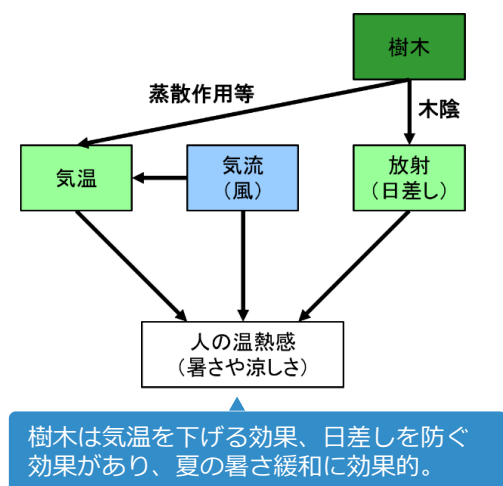 樹木
蒸散作用等
木陰
気温
気流
（風）
放射
（日差し）
人の温熱感
（暑さや涼しさ）
樹木は気温を下げる効果、日差しを防ぐ
効果があり、夏の暑さ緩和に効果的。